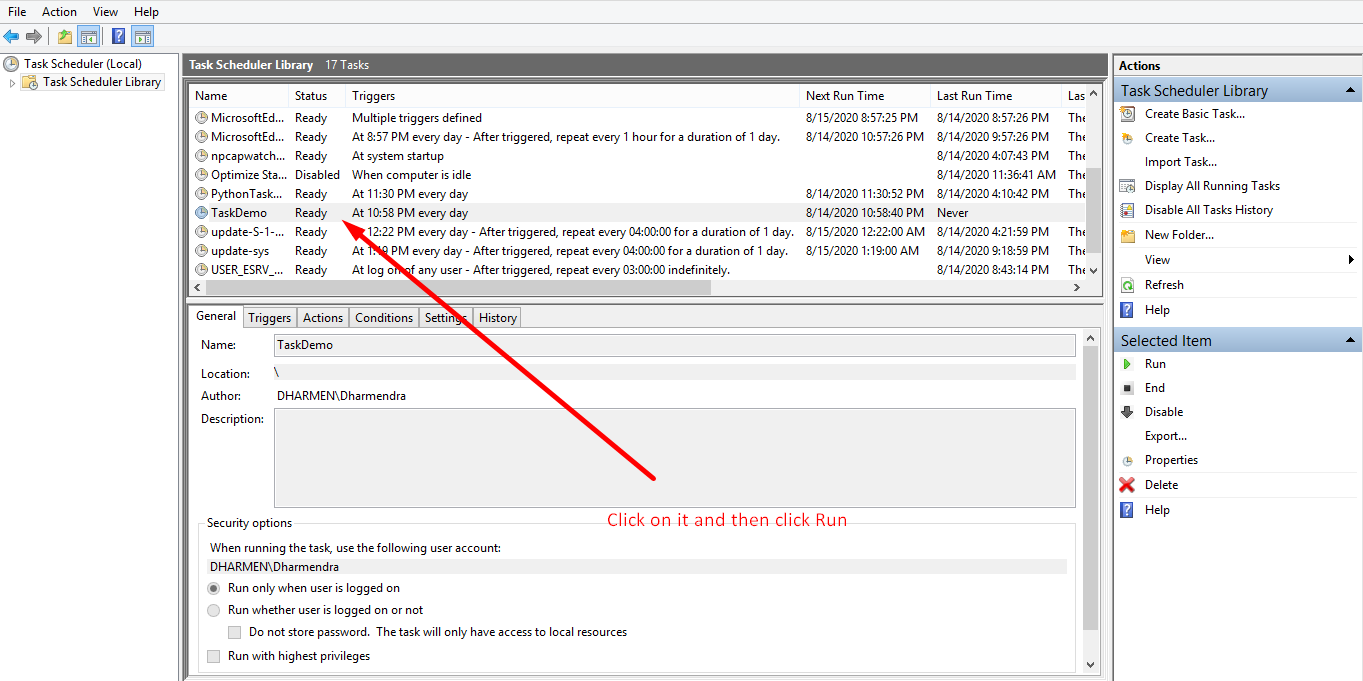 File Action View Help
Task Scheduler (Local)
Task Scheduler Library
Task Scheduler Library 17 Tasks
Name Status Triggers Next Run Time Last Run Time Las
MicrosoftEd... Ready Multiple triggers defined 8/15/2020 8:57:25 PM 8/14/2020 8:57:26 PM The
MicrosoftEd... Ready At 8:57 PM every day - After triggered, repeat every 1 hour for a duration of 1 day. 8/14/2020 10:57:26 PM 8/14/2020 9:57:26 PM The
npcapwatch... Ready At system startup 8/14/2020 4:07:43 PM The
Optimize Sta... Disabled When computer is idle 8/14/2020 11:36:41 AM The
PythonTask... Ready At 11:30 PM every day 8/14/2020 11:30:52 PM 8/14/2020 4:10:42 PM The
TaskDemo Ready At 10:58 PM every day 8/14/2020 10:58:40 PM Never
update-S-1-... Ready 12:22 PM every day - After triggered, repeat every 04:00:00 for a duration of 1 day. 8/15/2020 12:22:00 AM 8/14/2020 4:21:59 PM The
update-sys Ready At PM every day - After triggered, repeat every 04:00:00 for a duration of 1 day. 8/15/2020 1:19:00 AM 8/14/2020 9:18:59 PM The
USER_ESRV_... Ready At log on of any user - After triggered, repeat every 03:00:00 indefinitely. 8/14/2020 8:43:14 PM The
General Triggers Actions Conditions Settings History
Name: TaskDemo
Location: \
Author: DHARMEN\Dharmendra
Description:
Click on it and then click Run
Security options
When running the task, use the following user account:
DHARMEN\Dharmendra
Run only when user is logged on
Run whether user is logged on or not
Do not store password. The task will only have access to local resources
Run with highest privileges
Actions
Task Scheduler Library
Create Basic Task...
Create Task...
Import Task...
Display All Running Tasks
Disable All Tasks History
New Folder...
View
Refresh
Help
Selected Item
Run
End
Disable
Export...
Properties
Delete
Help